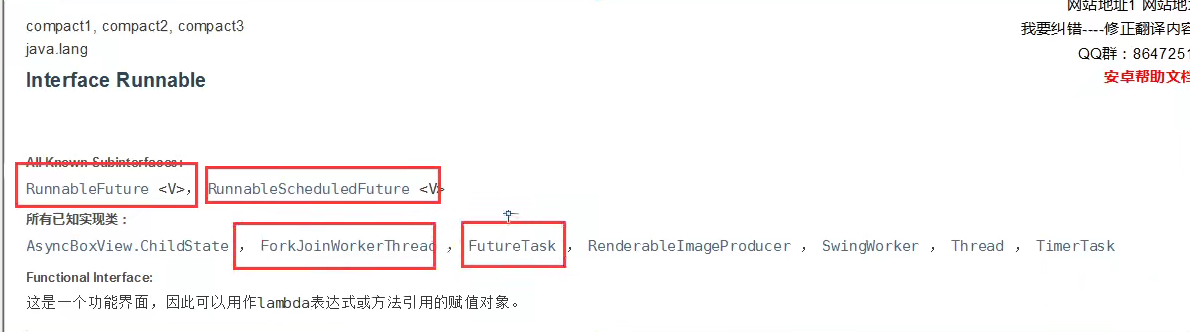 compact1, compact2, compact3
java.lang
Interface Runnable
网站地址1 网站地
我要纠错----修正翻译内容
QQ群：8647251
安卓帮助文档
All Known Subinterfaces:
RunnableFuture <V>, RunnableScheduledFuture <V>
所有已知实现类：
AsyncBoxView.ChildState , ForkJoinWorkerThread , FutureTask , RenderableImageProducer , SwingWorker , Thread , TimerTask
Functional Interface:
这是一个功能界面，因此可以用作lambda表达式或方法引用的赋值对象。